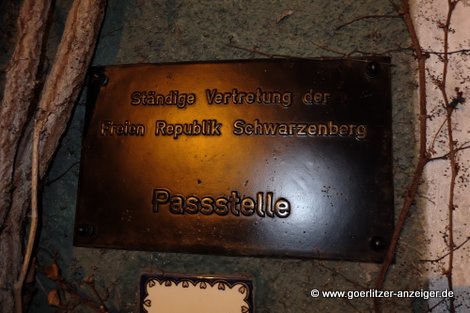 Ständige Vertretung der
Freien Republik Schwarzenberg
Passstelle
© www.goerlitzer-anzeiger.de